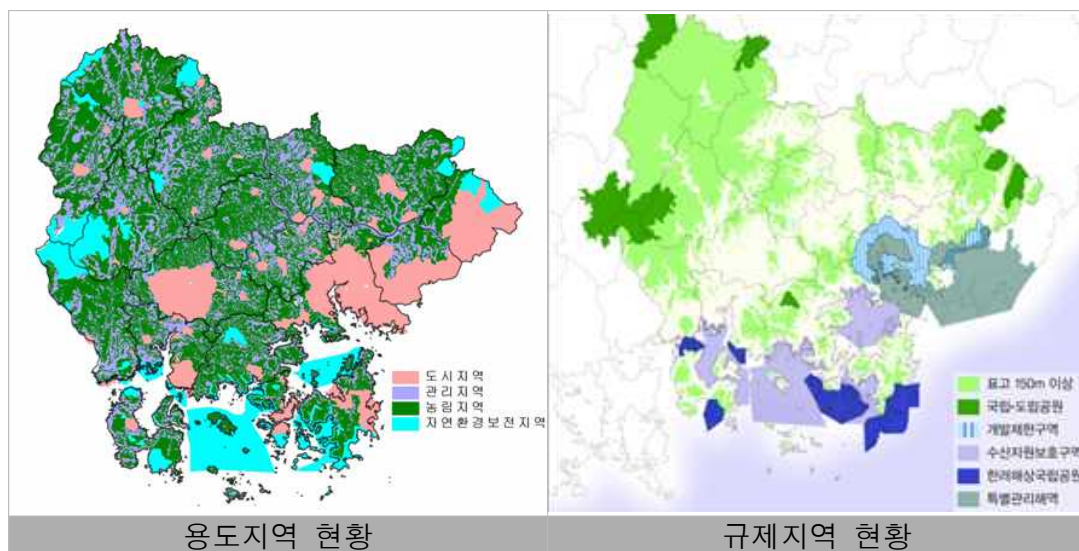 도시지역
관리지역
농림지역
자연환경보전지역
용도지역 현황
표고 150m 이상
국립·도립공원
개발제한구역
수산자원보호구역
한려해상국립공원
특별관리해역
규제지역 현황